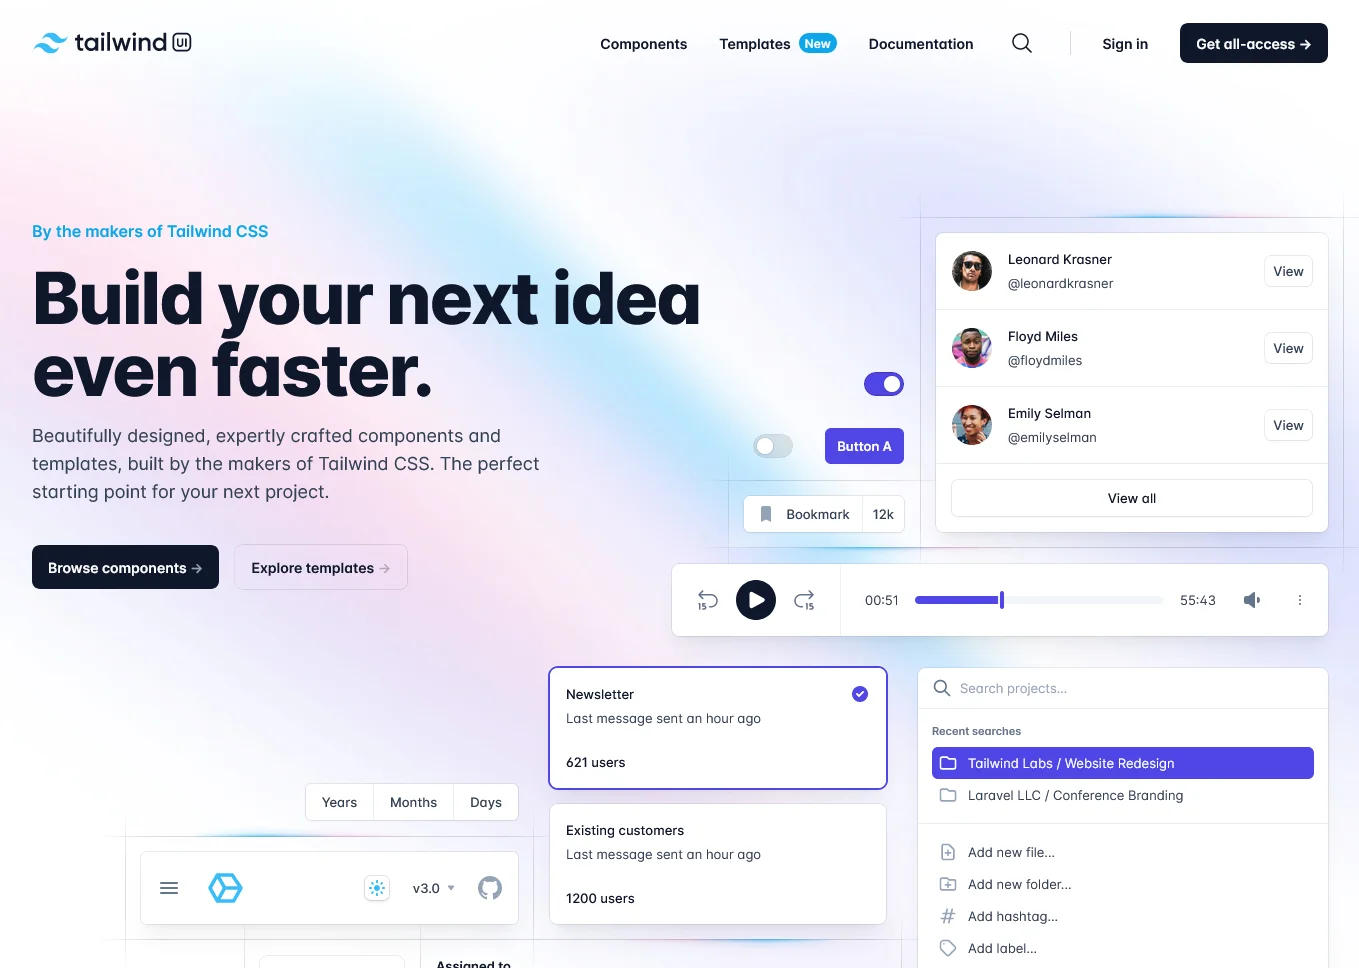 tailwind UI
Components
Templates New
Documentation
Sign in
Get all-access →
By the makers of Tailwind CSS
Build your next idea
even faster.
Beautifully designed, expertly crafted components and
templates, built by the makers of Tailwind CSS. The perfect
starting point for your next project.
Browse components →
Explore templates →
Leonard Krasner
@leonardkrasner
View
Floyd Miles
@floydmiles
View
Emily Selman
@emilyselman
View
View all
Button A
Bookmark
12k
15
15
00:51
55:43
Newsletter
Last message sent an hour ago
621 users
Existing customers
Last message sent an hour ago
1200 users
Search projects...
Recent searches
Tailwind Labs / Website Redesign
Laravel LLC / Conference Branding
Add new file...
Add new folder...
Add hashtag...
Add label...
Years
Months
Days
v3.0
Assigned to